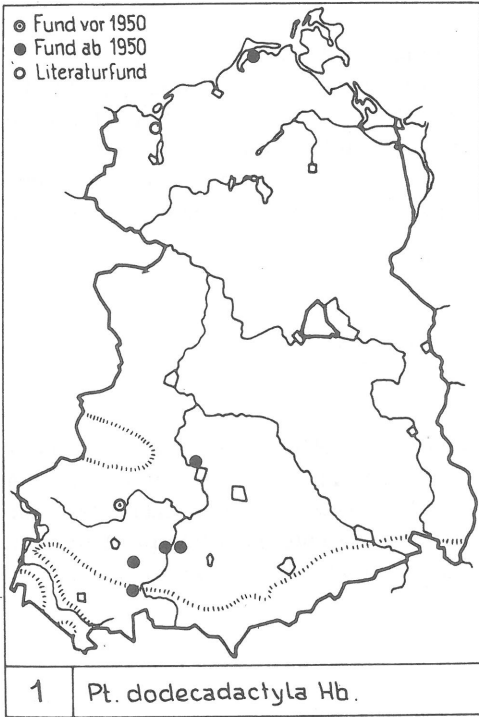 Fund vor 1950
Fund ab 1950
Literaturfund
1
Pt. dodecadactyla Hb.